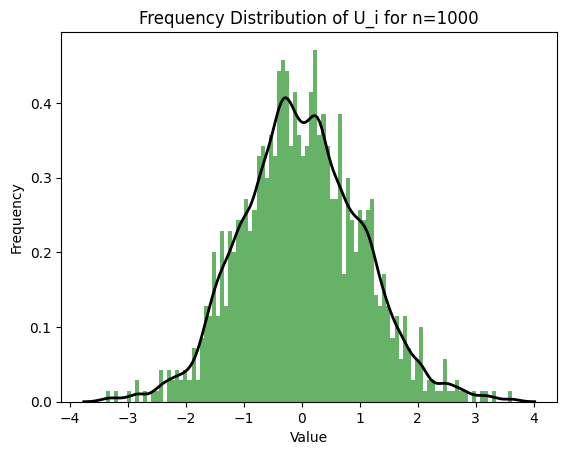 Frequency Distribution of U_i for n=1000
Frequency
0.4
0.3
0.2
0.1
0.0
−4 −3 −2 −1 0 1 2 3 4
Value